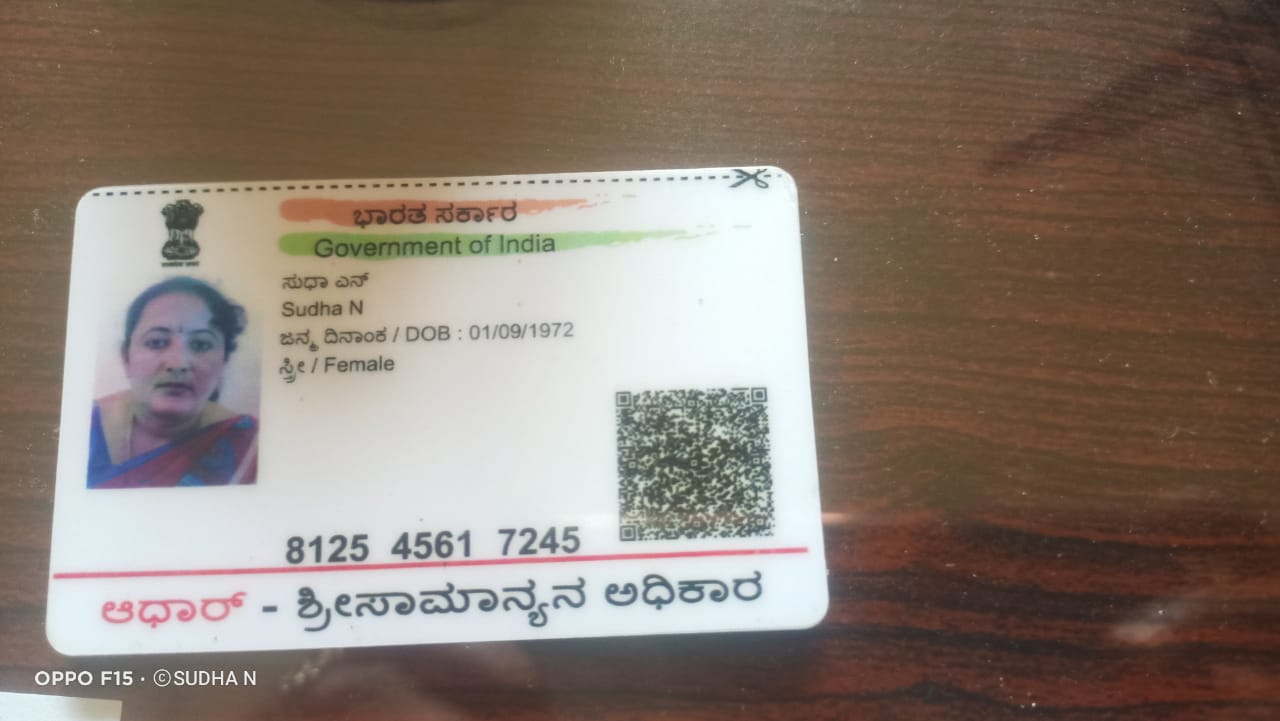 ಭಾರತ ಸರ್ಕಾರ
Government of India
ಸುಧಾ ಎನ್
Sudha N
ಜನ್ಮ ದಿನಾಂಕ / DOB : 01/09/1972
ಸ್ತ್ರೀ / Female
8125 4561 7245
ಆಧಾರ್ - ಶ್ರೀಸಾಮಾನ್ಯನ ಅಧಿಕಾರ
OPPO F15 · ©SUDHA N